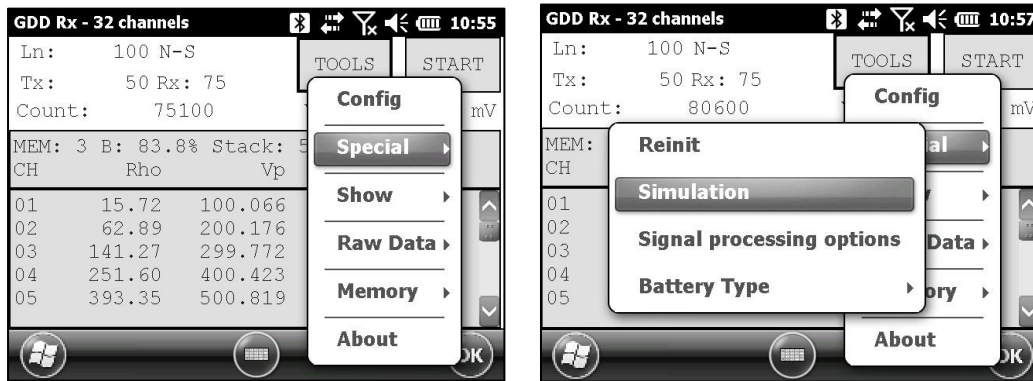 GDD Rx - 32 channels 10:55
Ln: 100 N-S
Tx: 50 Rx: 75
Count: 75100 mV
TOOLS START
MEM: 3 B: 83.8% Stack: 5
CH Rho Vp
01 15.72 100.066
02 62.89 200.176
03 141.27 299.772
04 251.60 400.423
05 393.35 500.819
Config
Special
Show
Raw Data
Memory
About
GDD Rx - 32 channels 10:57
Ln: 100 N-S
Tx: 50 Rx: 75
Count: 80600 mV
TOOLS START
MEM:
CH
01
02
03
04
05
Reinit
Simulation
Signal processing options
Battery Type
Config
al
Data
ory
About